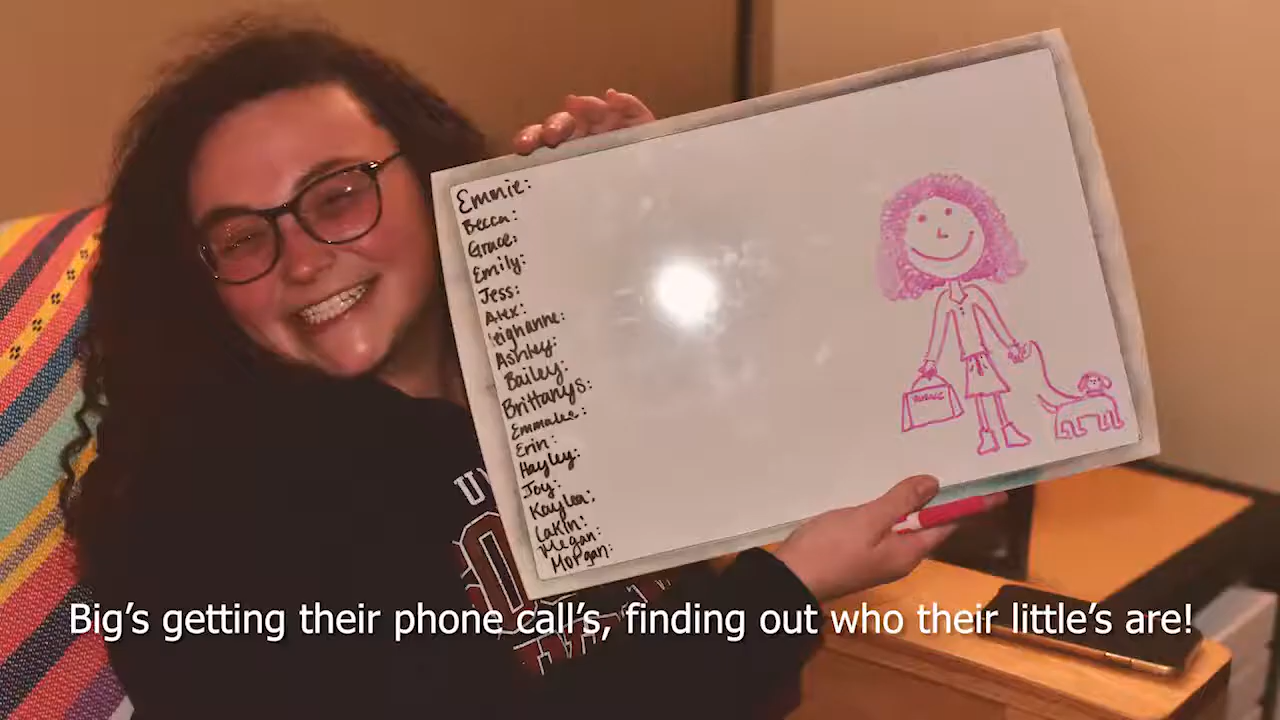 Emmie:
Becca:
Grace:
Emily:
Jess:
Alex:
Leighanne:
Ashley:
Bailey:
Brittanys:
Emmalee:
Erin:
Hayley:
Joy:
Kaylea:
Lakin:
Megan:
Morgan:
Big's getting their phone call's, finding out who their little's are!